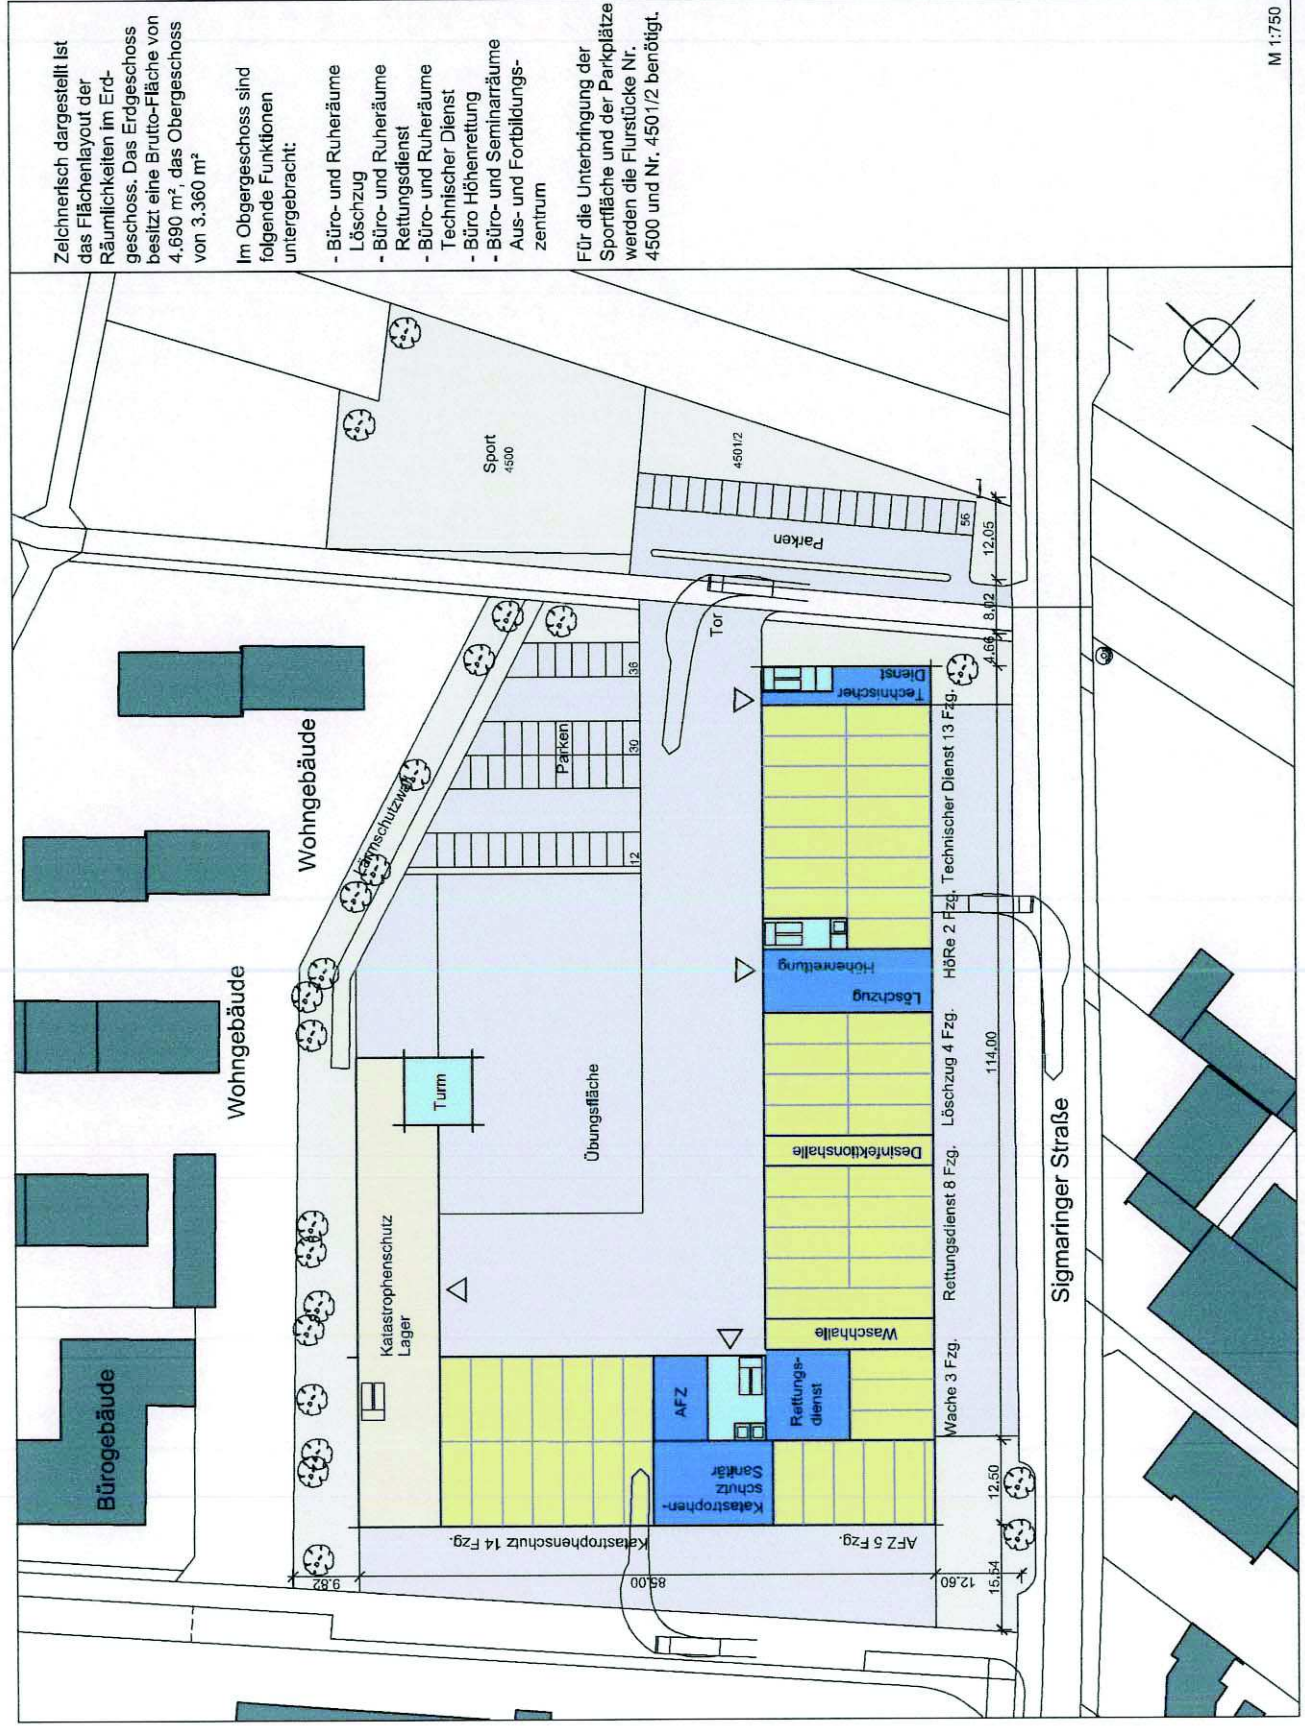 Zeichnerisch dargestellt ist
das Flächenlayout der
Räumlichkeiten im Erd-
geschoss. Das Erdgeschoss
besitzt eine Brutto-Fläche von
4.690 m², das Obergeschoss
von 3.360 m²
Im Obgergeschoss sind
folgende Funktionen
untergebracht:
- Büro- und Ruheräume
Löschzug
- Büro- und Ruheräume
Rettungsdienst
- Büro- und Ruheräume
Technischer Dienst
- Büro Höhenrettung
- Büro- und Seminarräume
Aus- und Fortbildungs-
zentrum
Für die Unterbringung der
Sportfläche und der Parkplätze
werden die Flurstücke Nr.
4500 und Nr. 4501/2 benötigt.
M 1:750
Bürogebäude
Wohngebäude
Wohngebäude
Lärmschutzwall
Sport
4500
4501/2
Parken
56
Parken
12
30
36
Tor
Turm
Katastrophenschutz
Lager
Übungsfläche
AFZ
Rettungs-
dienst
Katastrophen-
schutz
Sanitär
Waschhalle
Desinfektionshalle
Löschzug
Höhenrettung
Technischer
Dienst
Katastrophenschutz 14 Fzg.
AFZ 5 Fzg.
Wache 3 Fzg.
Rettungsdienst 8 Fzg.
Löschzug 4 Fzg.
HöRe 2 Fzg.
Technischer Dienst 13 Fzg.
9.82
85.00
12.60
15.54
12.50
114.00
4.66
8.02
12.05
Sigmaringer Straße